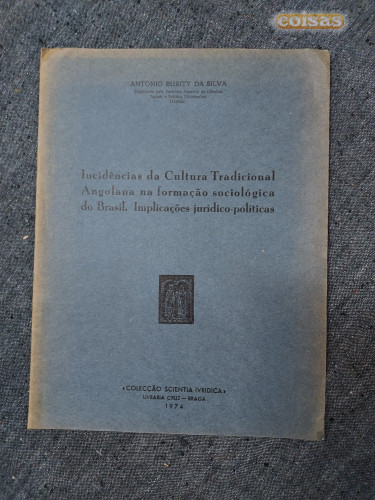 coisas
ANTONIO BURITY DA SILVA
Incidências da Cultura Tradicional
Angolana na formação sociológica
do Brasil. Implicações jurídico-políticas
«COLECÇÃO SCIENTIA IVRIDICA»
LIVRARIA CRUZ — BRAGA
1974